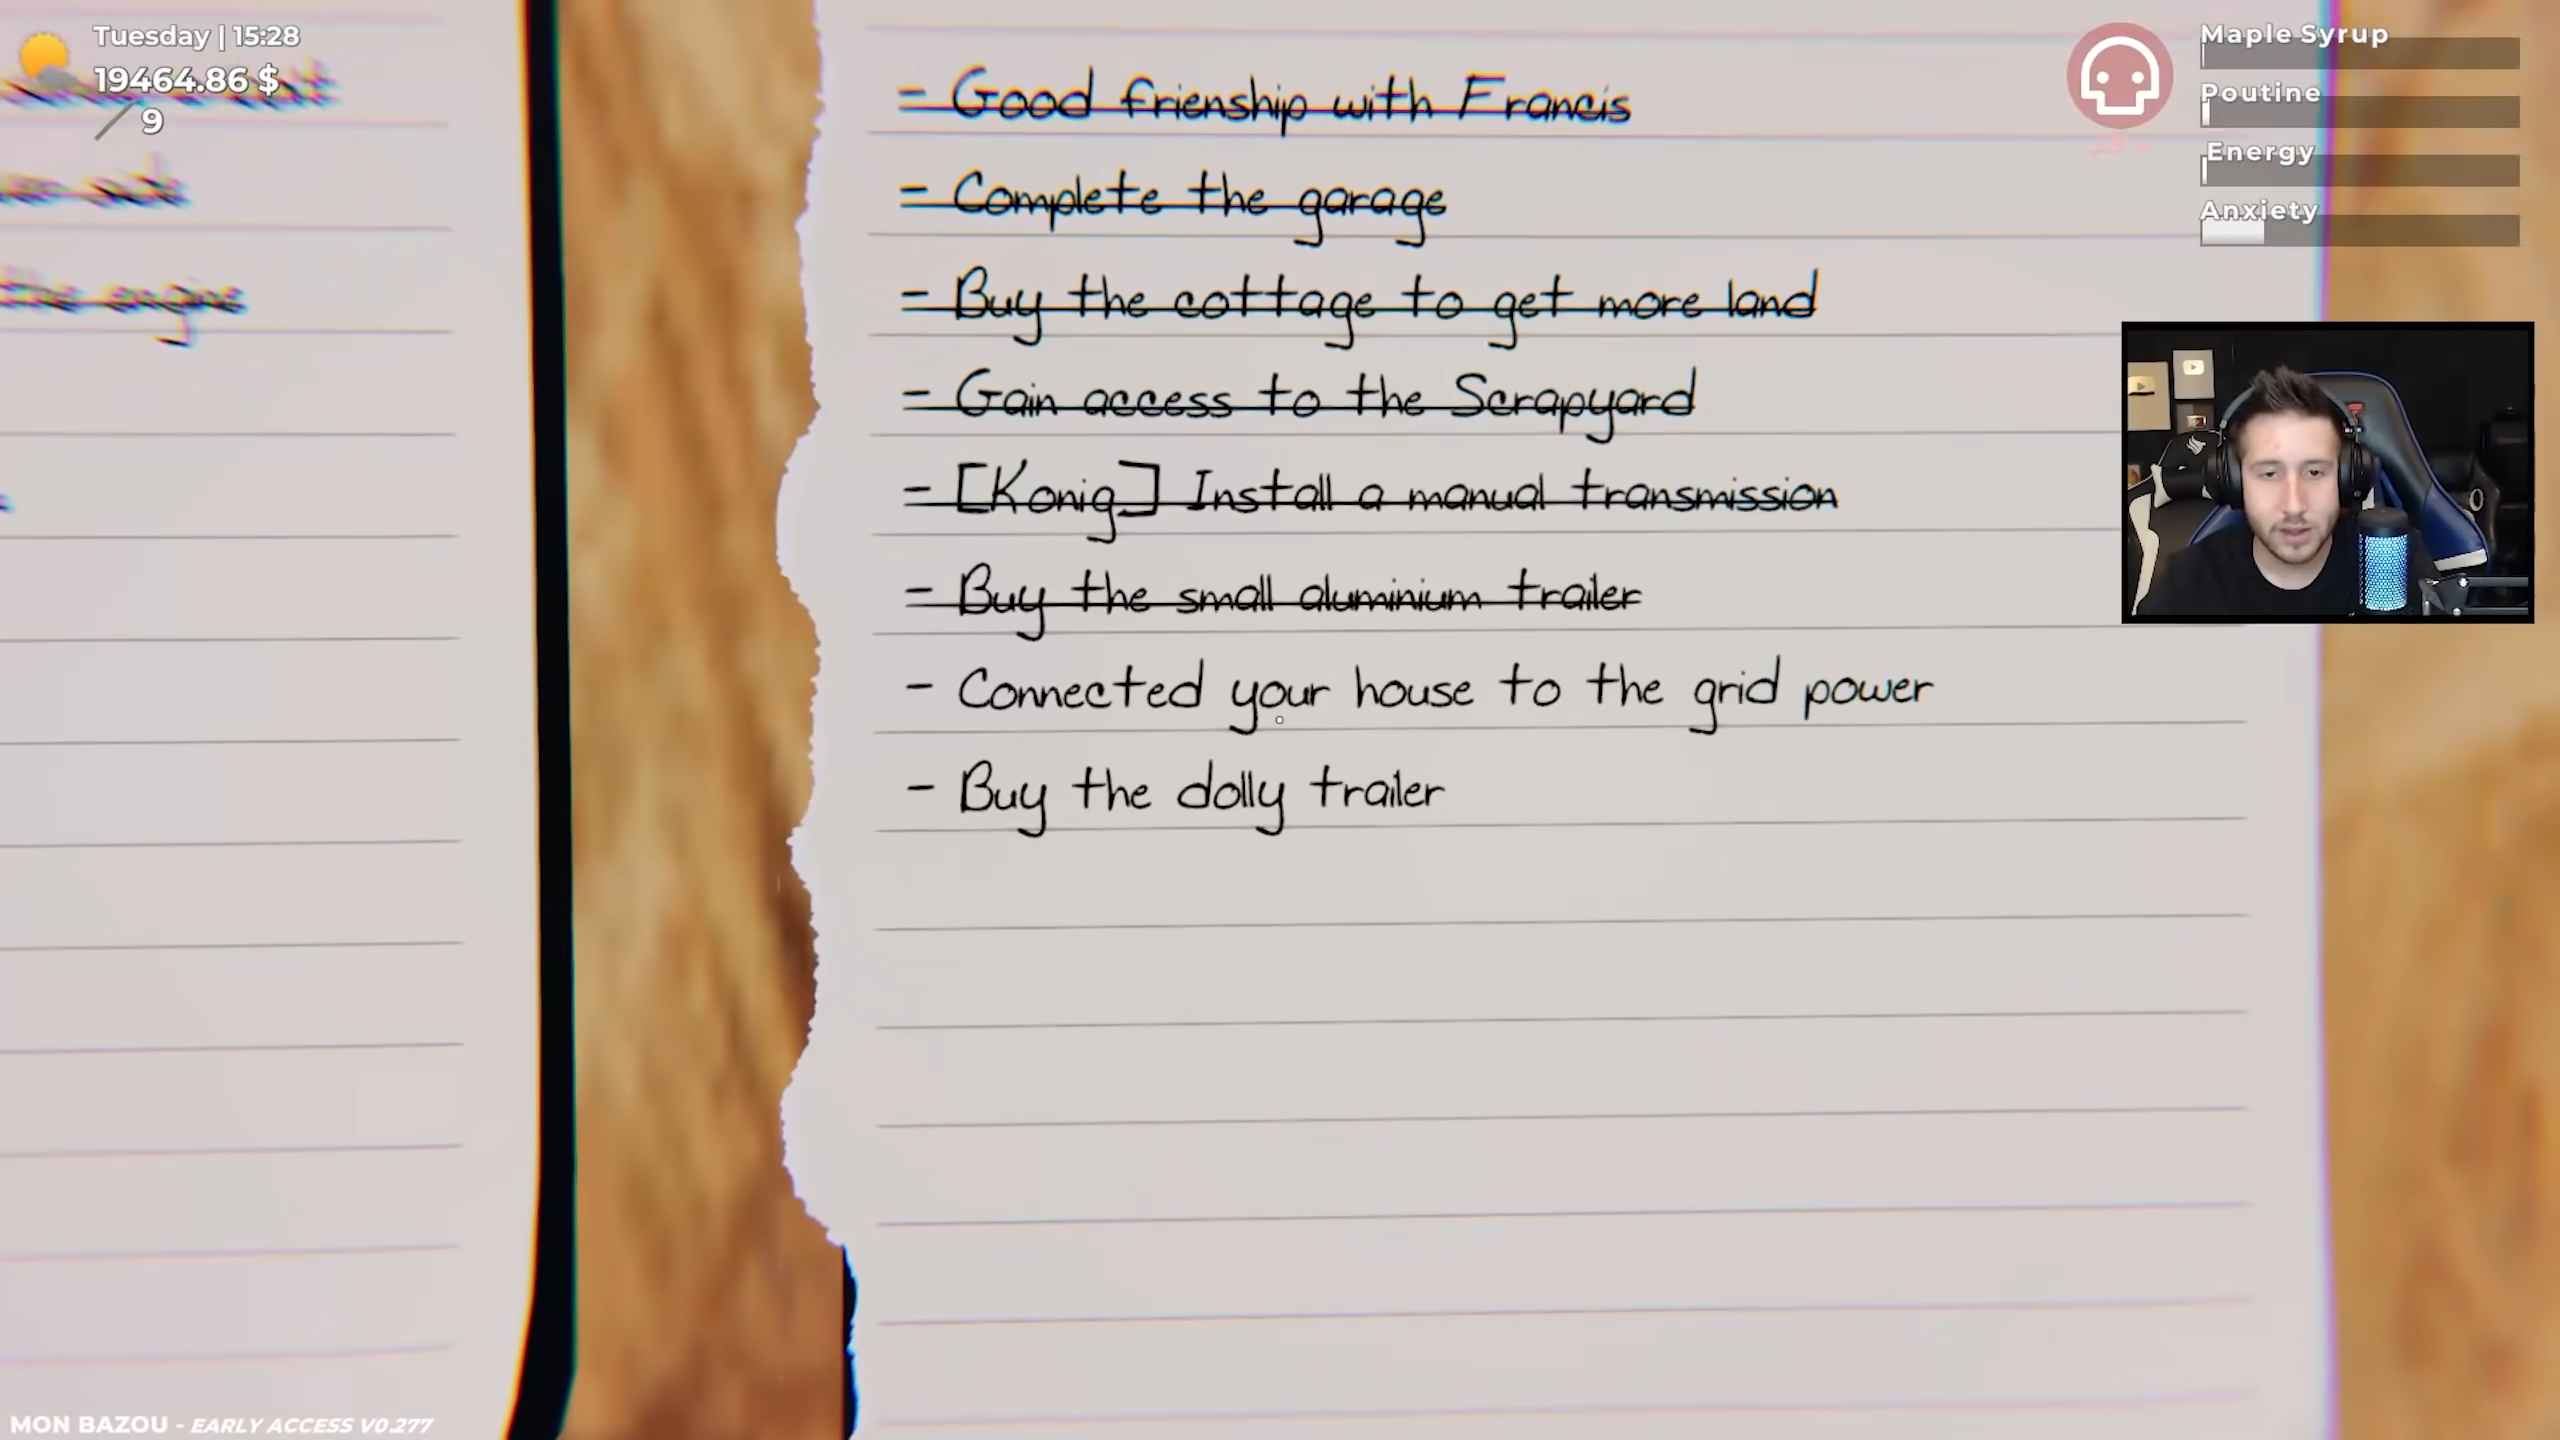 Tuesday | 15:28
19464.86 $
9
the engine
- Good frienship with Francis
- Complete the garage
- Buy the cottage to get more land
- Gain access to the Scrapyard
- [Konig] Install a manual transmission
- Buy the small aluminium trailer
- Connected your house to the grid power
- Buy the dolly trailer
Maple Syrup
Poutine
Energy
Anxiety
MON BAZOU - EARLY ACCESS V0.277